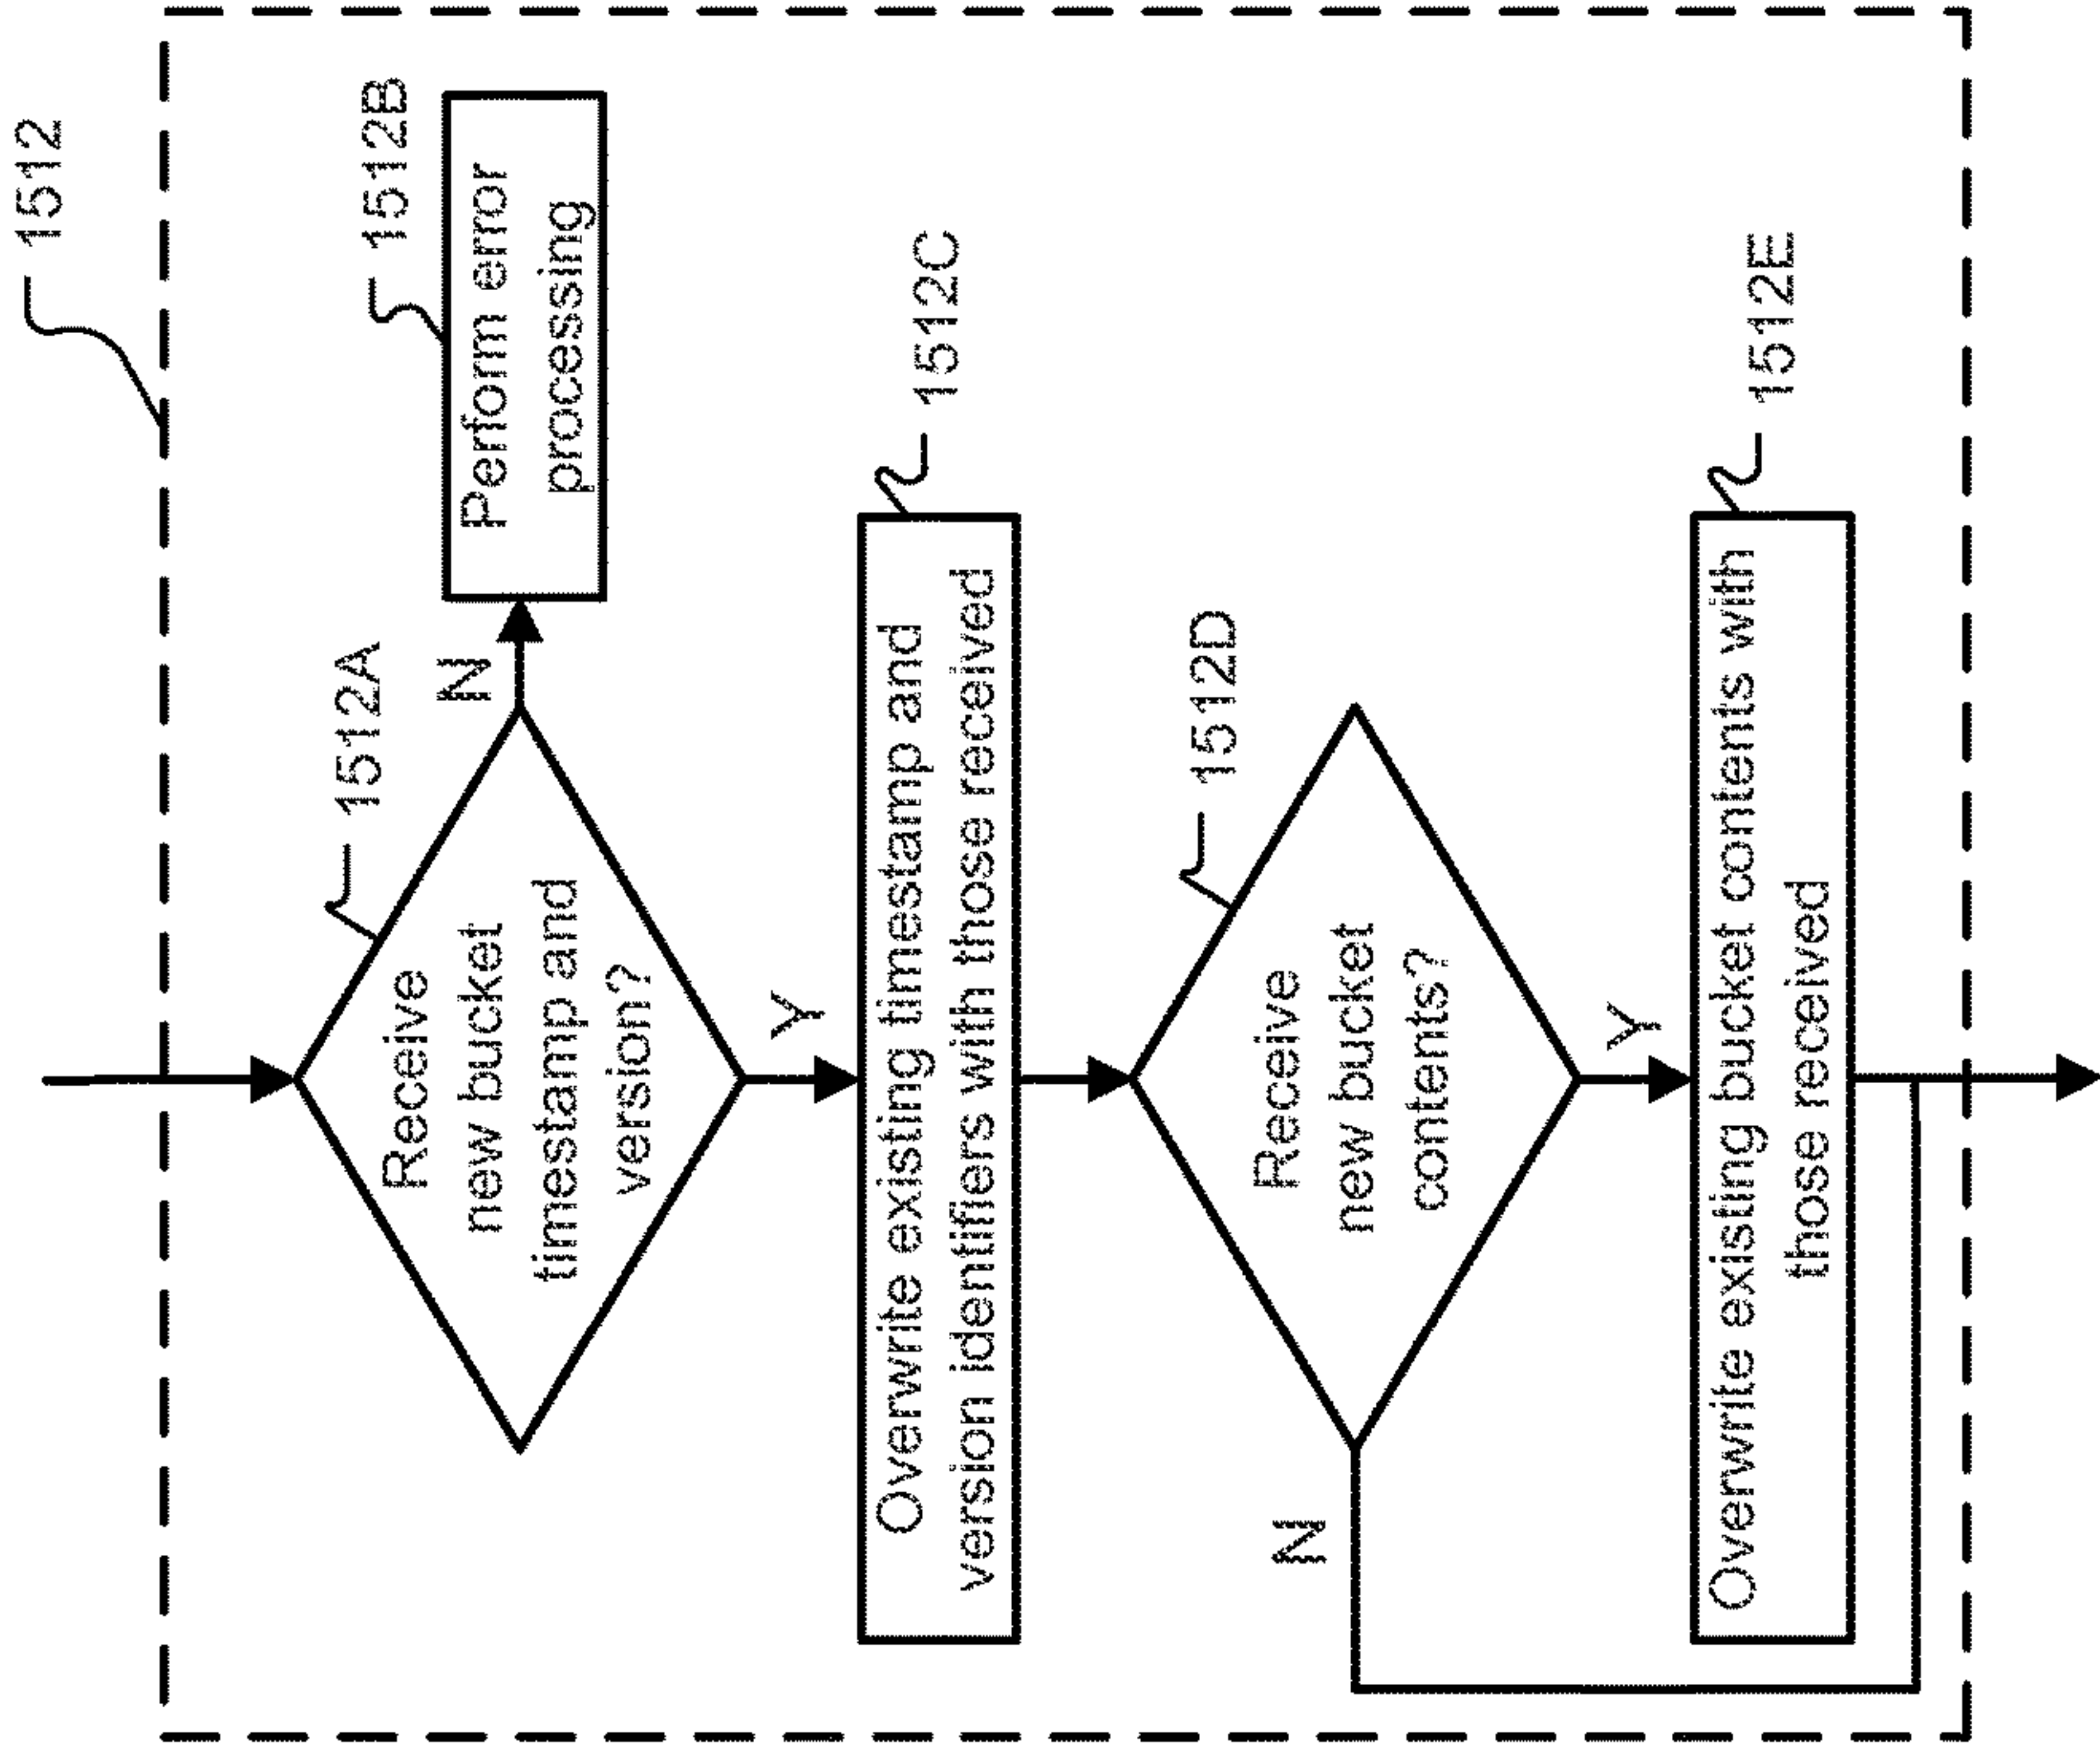 1512
1512A
Receive
new bucket
timestamp and
version?
N
1512B
Perform error
processing
Y
1512C
Overwrite existing timestamp and
version identifiers with those received
1512D
Receive
new bucket
contents?
N
Y
1512E
Overwrite existing bucket contents with
those received